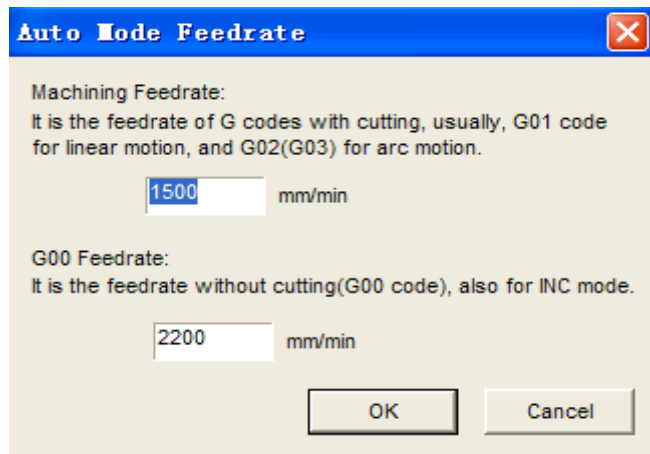 Auto Mode Feedrate
Machining Feedrate:
It is the feedrate of G codes with cutting, usually, G01 code
for linear motion, and G02(G03) for arc motion.
1500 mm/min
G00 Feedrate:
It is the feedrate without cutting(G00 code), also for INC mode.
2200 mm/min
OK Cancel